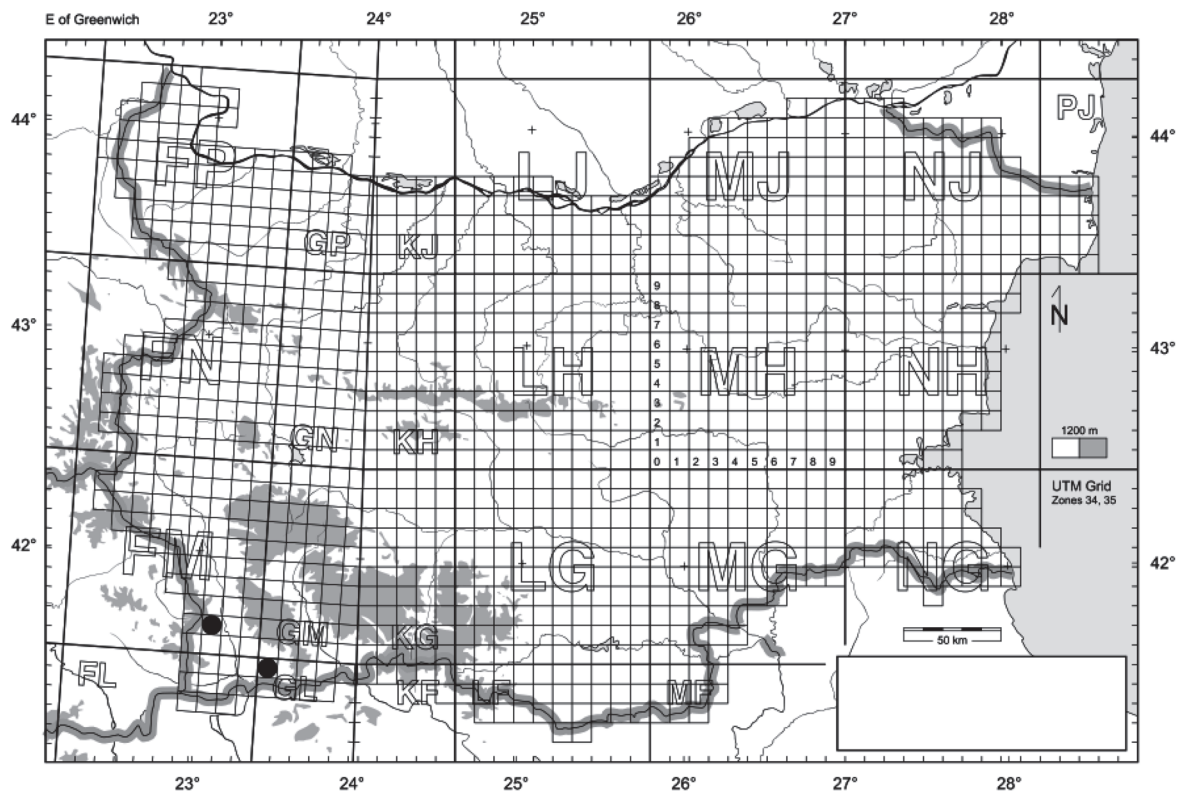 E of Greenwich 23° 24° 25° 26° 27° 28°
PJ
44° 44°
FP LJ MJ NJ
GP KJ
9
8
7
N
43° 43°
6
FN LH MH NH
5
4
3
2
1200 m
GN KH
1
0 1 2 3 4 5 6 7 8 9
UTM Grid
Zones 34, 35
42° 42°
FM LG MG NG
GM KG
50 km
FL GL KF LF MF
23° 24° 25° 26° 27° 28°